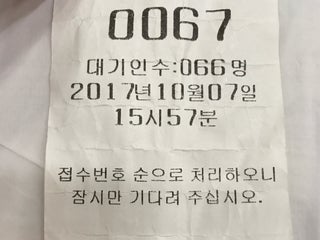 0067
대기인수:066명
2017년10월07일
15시57분
접수번호 순으로 처리하오니
잠시만 기다려 주십시오.